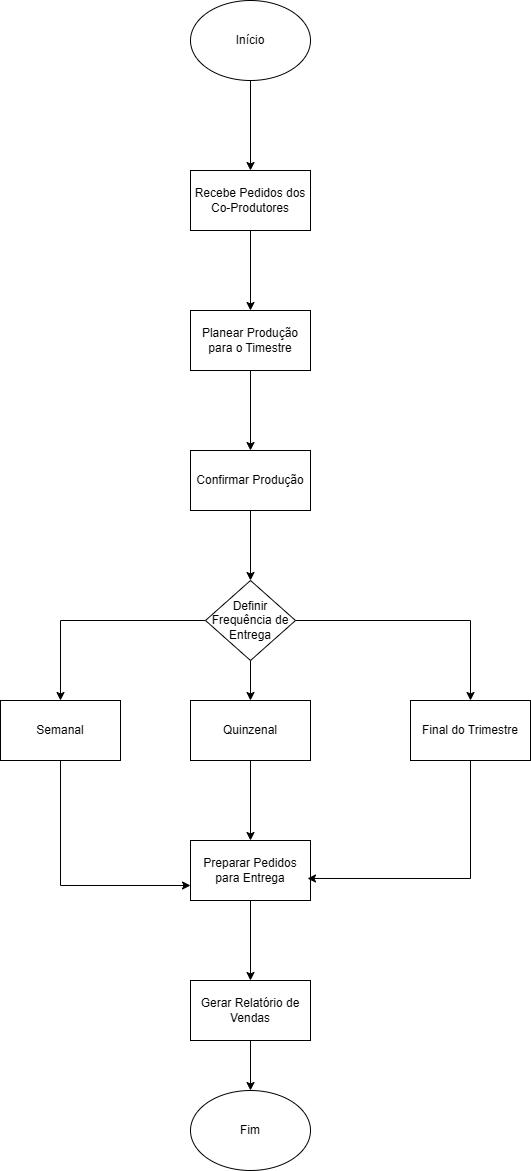 Início
Recebe Pedidos dos
Co-Produtores
Planear Produção
para o Timestre
Confirmar Produção
Definir
Frequência de
Entrega
Semanal
Quinzenal
Final do Trimestre
Preparar Pedidos
para Entrega
Gerar Relatório de
Vendas
Fim